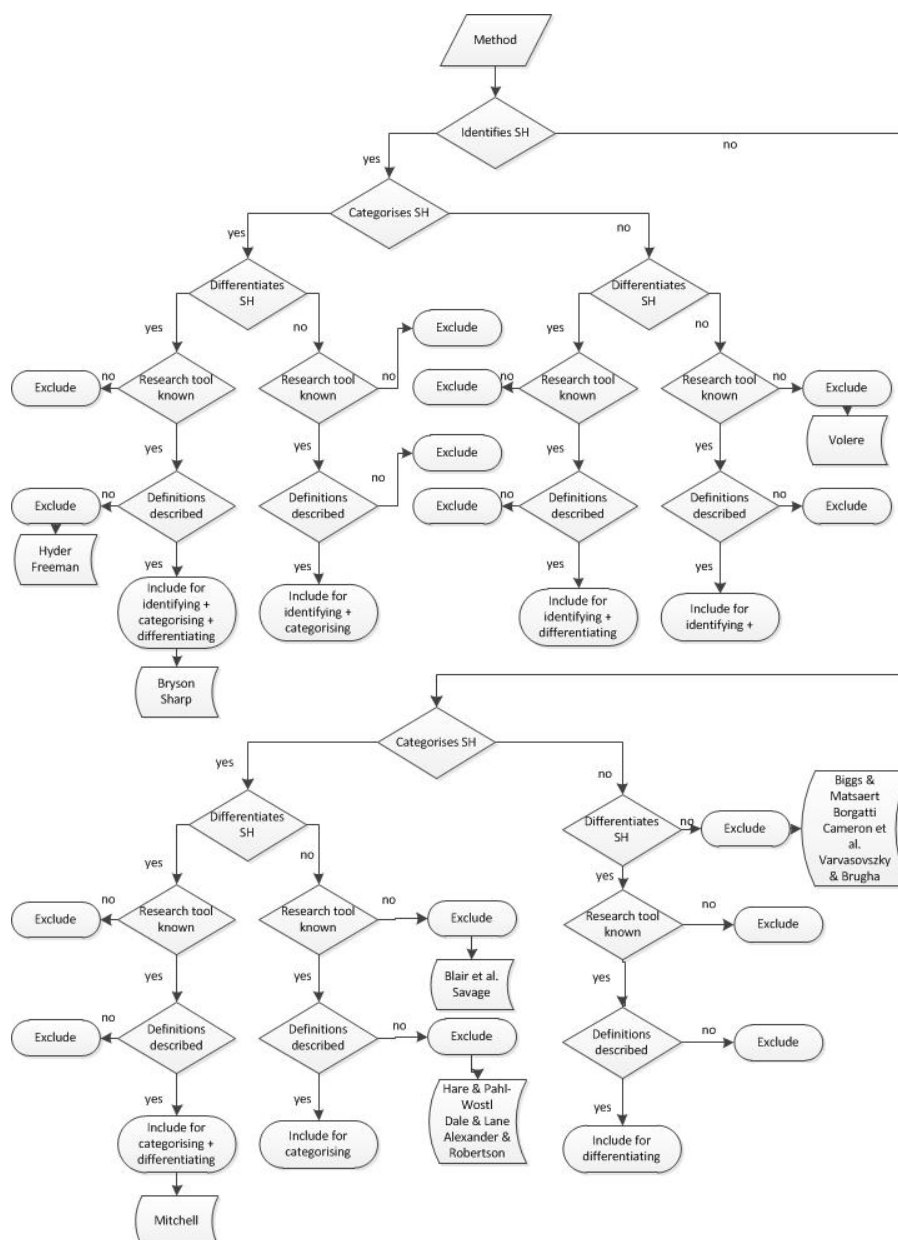 Method
Identifies SH
yes
no
Categorises SH
yes
no
Differentiates
SH
Differentiates
SH
yes
no
yes
no
Exclude
Exclude
no
Research tool
known
Research tool
known
no
Exclude
no
Research tool
known
Research tool
known
no
Exclude
yes
yes
yes
yes
Volere
Exclude
Exclude
no
Definitions
described
Definitions
described
no
Exclude
no
Definitions
described
Definitions
described
no
Exclude
Hyder
Freeman
yes
yes
yes
yes
Include for
identifying +
categorising +
differentiating
Include for
identifying +
categorising
Include for
identifying +
differentiating
Include for
identifying +
Bryson
Sharp
Categorises SH
yes
no
Differentiates
SH
Differentiates
SH
no
Exclude
Biggs &
Matsaert
Borgatti
Cameron et
al.
Varvasovszky
& Brugha
yes
no
yes
Exclude
no
Research tool
known
Research tool
known
no
Exclude
Research tool
known
no
Exclude
yes
yes
Blair et al.
Savage
yes
Exclude
no
Definitions
described
Definitions
described
no
Exclude
Definitions
described
no
Exclude
yes
yes
Hare & Pahl-
Wostl
Dale & Lane
Alexander &
Robertson
yes
Include for
categorising +
differentiating
Include for
categorising
Include for
differentiating
Mitchell